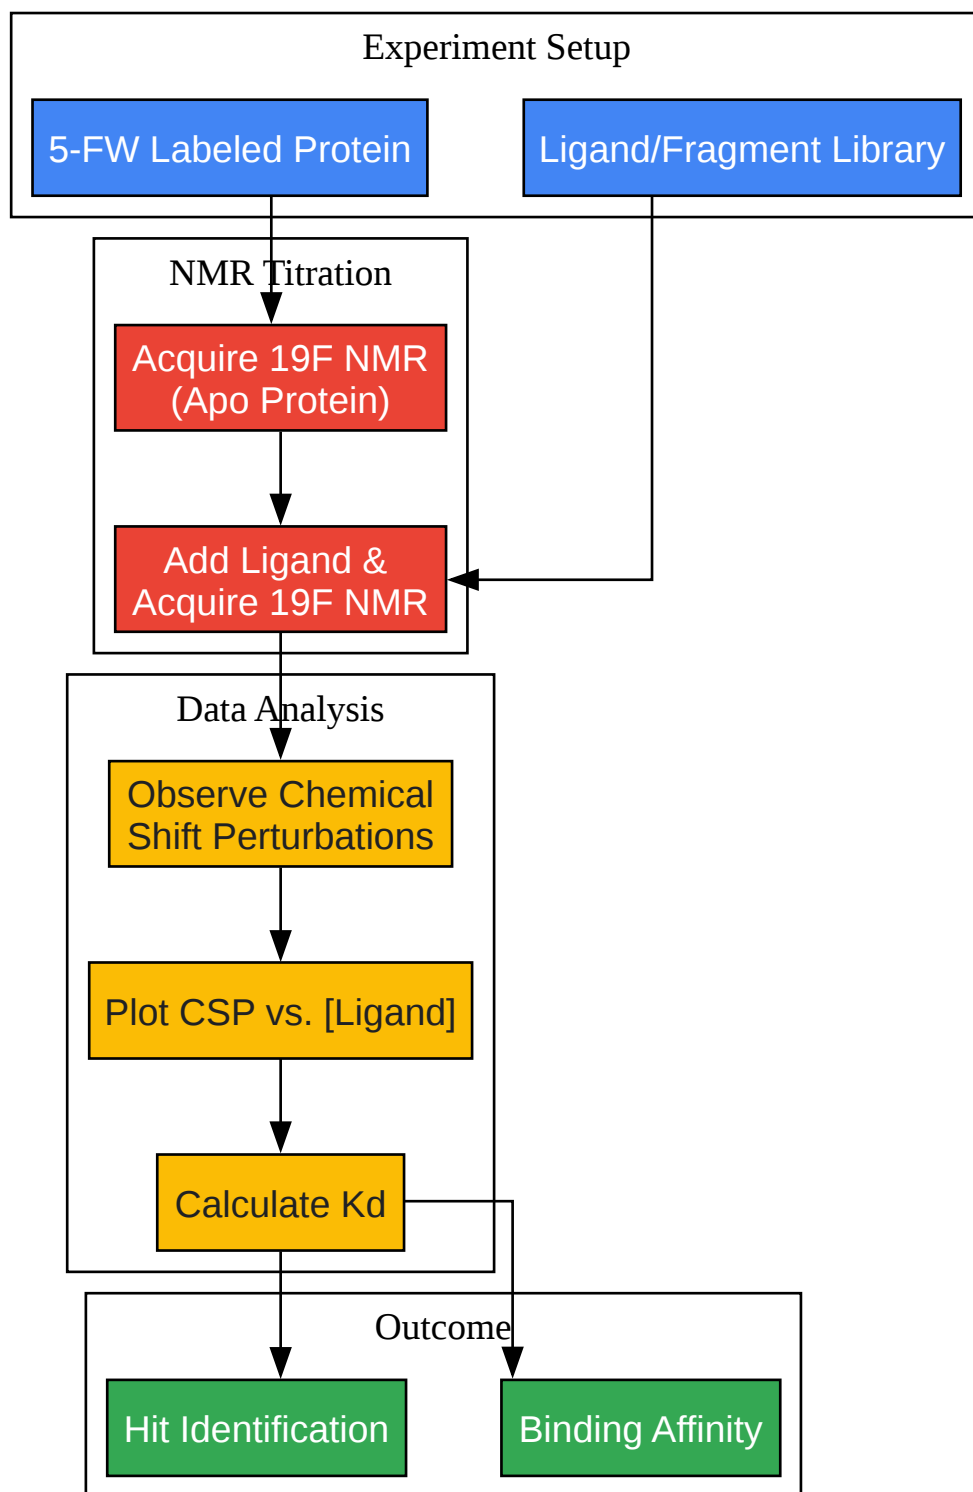 Experiment Setup
5-FW Labeled Protein
Ligand/Fragment Library
NMR Titration
Acquire 19F NMR
(Apo Protein)
Add Ligand &
Acquire 19F NMR
Data Analysis
Observe Chemical
Shift Perturbations
Plot CSP vs. [Ligand]
Calculate Kd
Outcome
Hit Identification
Binding Affinity